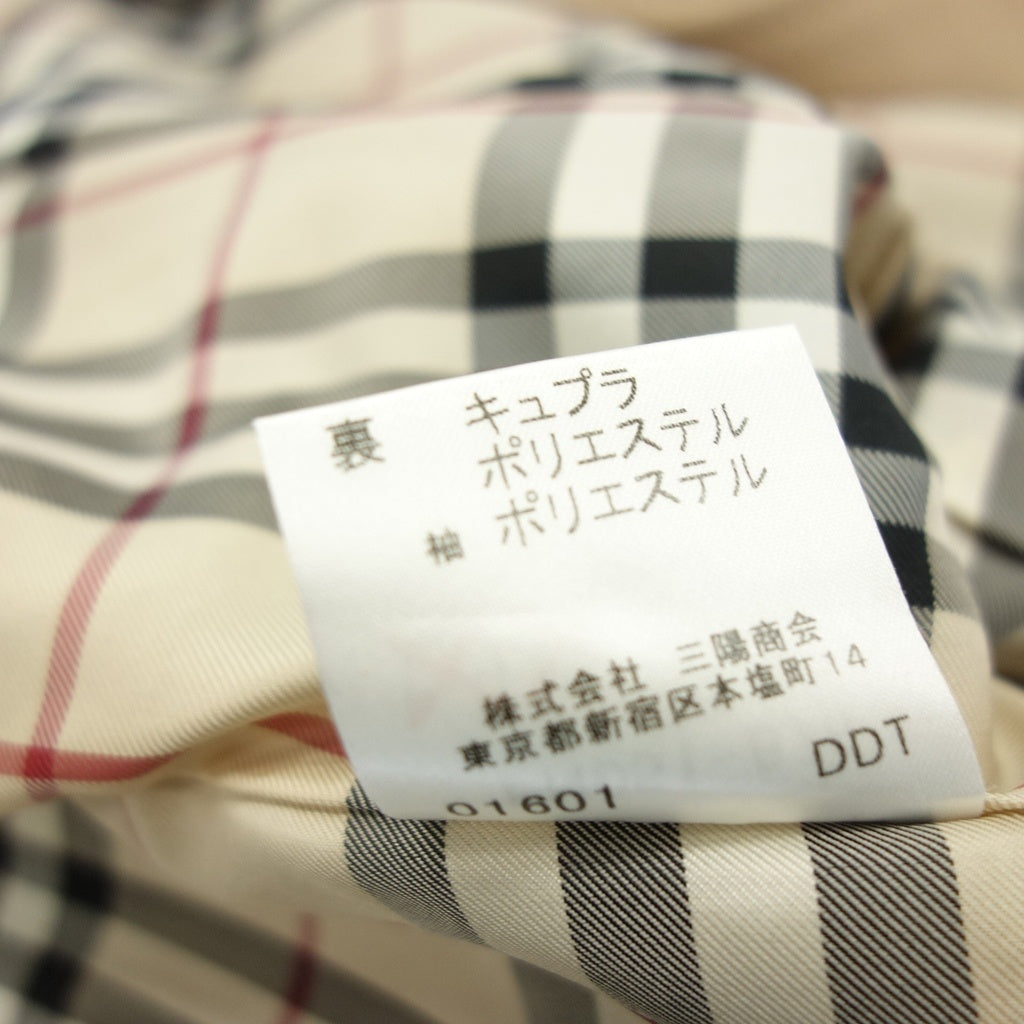 裏 キュプラ
ポリエステル
袖 ポリエステル
株式会社 三陽商会
東京都新宿区本塩町14
DDT
01601